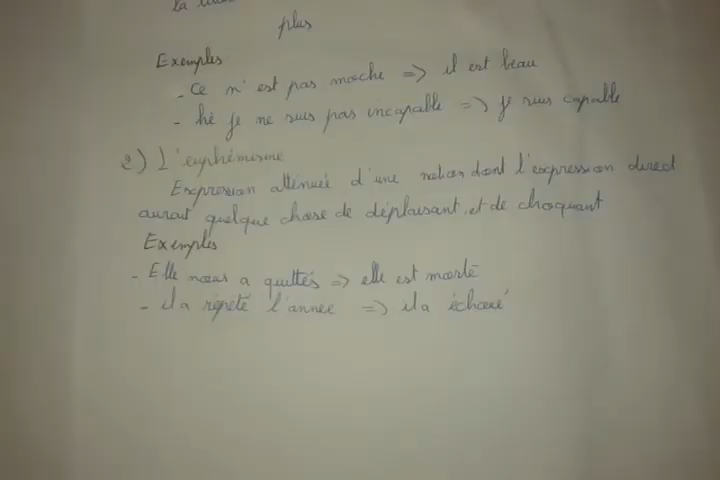 la
plus
Exemples
- Ce n'est pas moche => il est beau
- hé je ne suis pas incapable => je suis capable
2) L'euphémisme
Expression atténuée d'une notion dont l'expression direct
aurait quelque chose de déplaisant, et de choquant
Exemples
- Elle nous a quittés => elle est morte
- il a répeté l'année => il a échoué